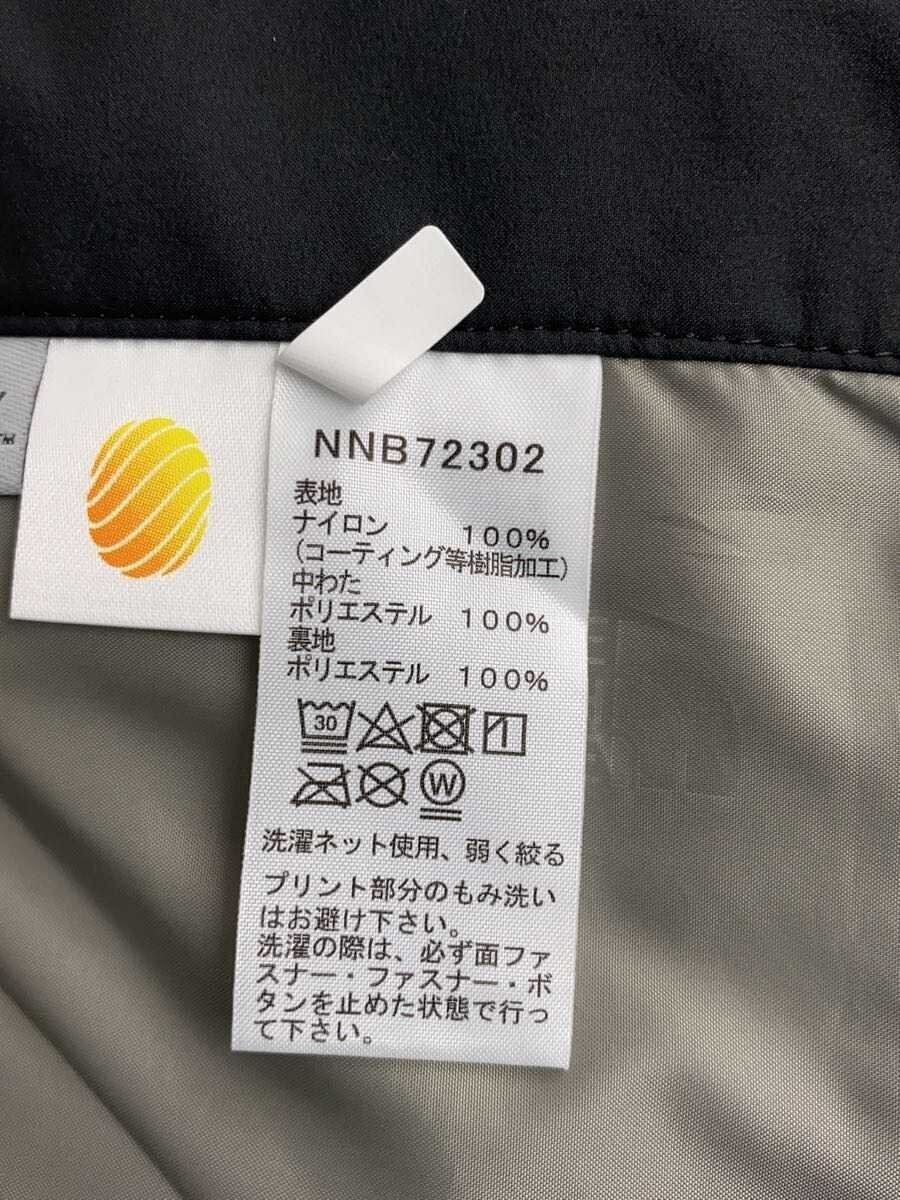 NNB72302
表地
ナイロン 100%
(コーティング等樹脂加工)
中わた
ポリエステル 100%
裏地
ポリエステル 100%
30
W
洗濯ネット使用、弱く絞る
プリント部分のもみ洗い
はお避け下さい。
洗濯の際は、必ず面ファ
スナー・ファスナー・ボ
タンを止めた状態で行っ
て下さい。
TM